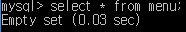 mysql> select * from menu;
Empty set (0.03 sec)